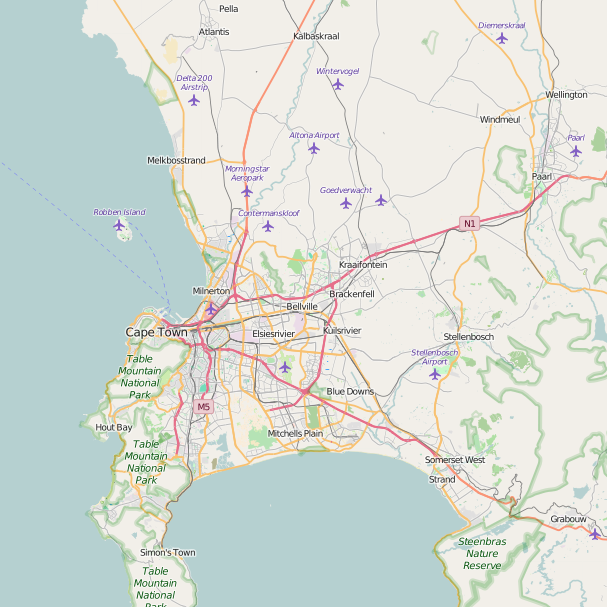 Pella
Atlantis
Kalbaskraal
Diemerskraal
Delta 200
Airstrip
Wintervogel
Wellington
Windmeul
Altona Airport
Paarl
Melkbosstrand
Morningstar
Aeropark
Paarl
Goedverwacht
Robben Island
Contermanskloof
N1
Kraaifontein
Milnerton
Brackenfell
Bellville
Cape Town
Elsiesrivier
Kuilsrivier
Stellenbosch
Table
Mountain
National
Park
Stellenbosch
Airport
Blue Downs
M5
Hout Bay
Mitchells Plain
Table
Mountain
National
Park
Somerset West
Strand
Grabouw
Steenbras
Nature
Reserve
Simon's Town
Table
Mountain
National
Park